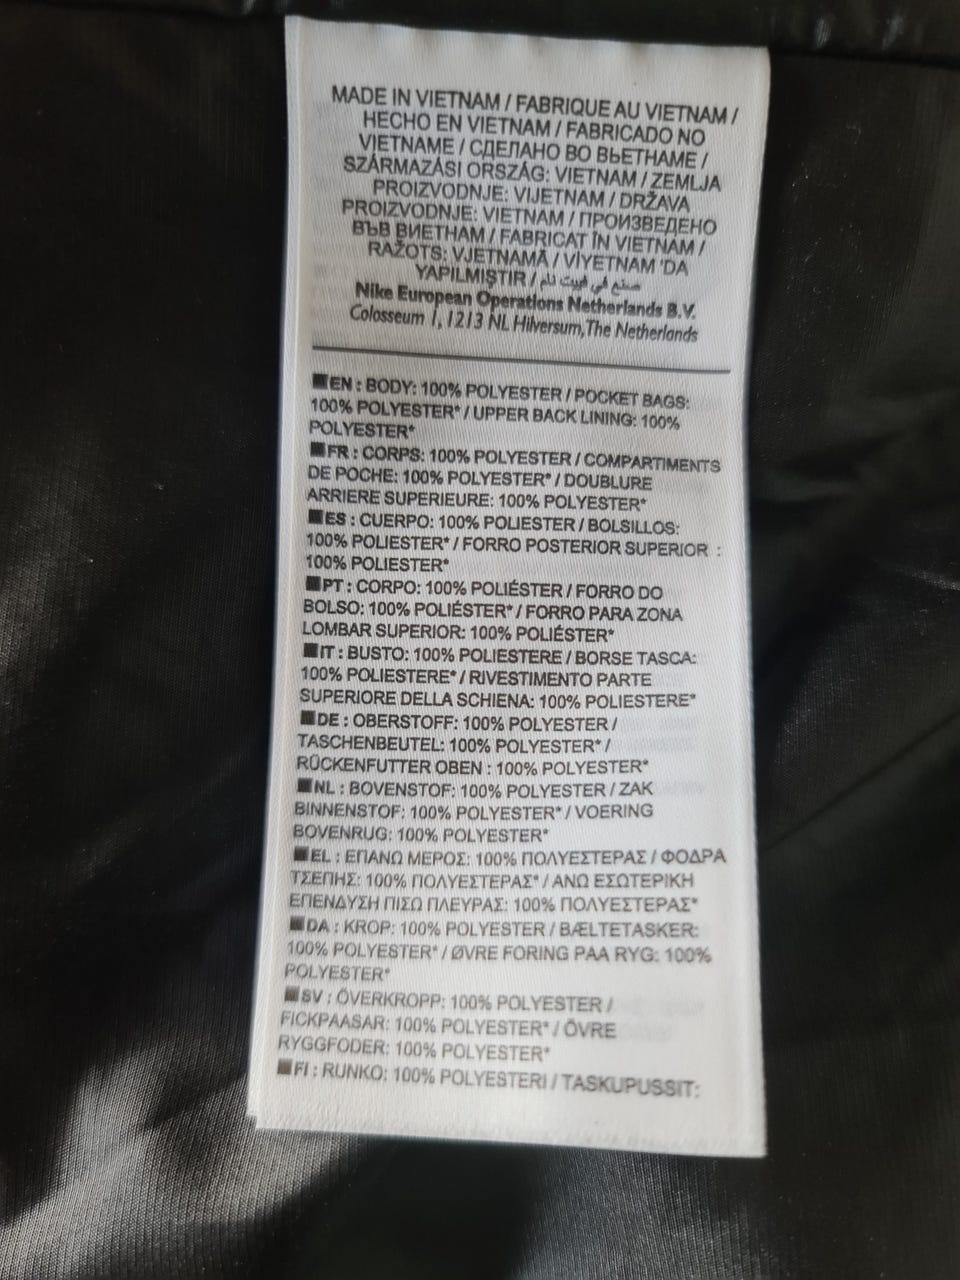 MADE IN VIETNAM / FABRIQUE AU VIETNAM /
HECHO EN VIETNAM / FABRICADO NO
VIETNAME / СДЕЛАНО ВО ВЬЕТНАМЕ /
SZÁRMAZÁSI ORSZÁG: VIETNAM / ZEMLJA
PROIZVODNJE: VIJETNAM / DRŽAVA
PROIZVODNJE: VIETNAM / ПРОИЗВЕДЕНО
ВЪВ ВИЕТНАМ / FABRICAT ÎN VIETNAM /
RAŽOTS: VJETNAMĀ / VİYETNAM 'DA
YAPILMIŞTIR / صنع في فييت نام
Nike European Operations Netherlands B.V.
Colosseum 1, 1213 NL Hilversum, The Netherlands
■EN : BODY: 100% POLYESTER / POCKET BAGS:
100% POLYESTER* / UPPER BACK LINING: 100%
POLYESTER*
■FR : CORPS: 100% POLYESTER / COMPARTIMENTS
DE POCHE: 100% POLYESTER* / DOUBLURE
ARRIERE SUPERIEURE: 100% POLYESTER*
■ES : CUERPO: 100% POLIESTER / BOLSILLOS:
100% POLIESTER* / FORRO POSTERIOR SUPERIOR :
100% POLIESTER*
■PT : CORPO: 100% POLIÉSTER / FORRO DO
BOLSO: 100% POLIÉSTER* / FORRO PARA ZONA
LOMBAR SUPERIOR: 100% POLIÉSTER*
■IT : BUSTO: 100% POLIESTERE / BORSE TASCA:
100% POLIESTERE* / RIVESTIMENTO PARTE
SUPERIORE DELLA SCHIENA: 100% POLIESTERE*
■DE : OBERSTOFF: 100% POLYESTER /
TASCHENBEUTEL: 100% POLYESTER* /
RÜCKENFUTTER OBEN : 100% POLYESTER*
■NL : BOVENSTOF: 100% POLYESTER / ZAK
BINNENSTOF: 100% POLYESTER* / VOERING
BOVENRUG: 100% POLYESTER*
■EL : ΕΠΑΝΩ ΜΕΡΟΣ: 100% ΠΟΛΥΕΣΤΕΡΑΣ / ΦΟΔΡΑ
ΤΣΕΠΗΣ: 100% ΠΟΛΥΕΣΤΕΡΑΣ* / ΑΝΩ ΕΣΩΤΕΡΙΚΗ
ΕΠΕΝΔΥΣΗ ΠΙΣΩ ΠΛΕΥΡΑΣ: 100% ΠΟΛΥΕΣΤΕΡΑΣ*
■DA : KROP: 100% POLYESTER / BÆLTETASKER:
100% POLYESTER* / ØVRE FORING PAA RYG: 100%
POLYESTER*
■SV : ÖVERKROPP: 100% POLYESTER /
FICKPAASAR: 100% POLYESTER* / ÖVRE
RYGGFODER: 100% POLYESTER*
■FI : RUNKO: 100% POLYESTERI / TASKUPUSSIT: